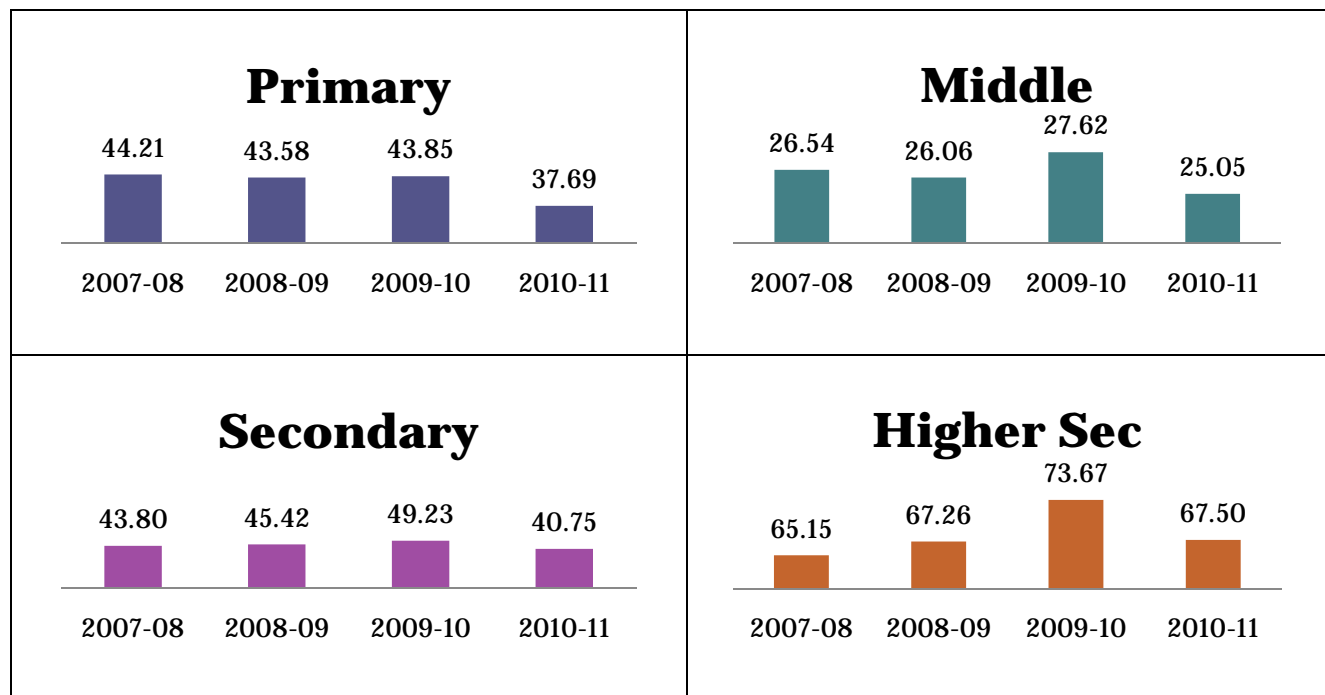 Primary
44.21 43.58 43.85 37.69
2007-08 2008-09 2009-10 2010-11
Middle
26.54 26.06 27.62 25.05
2007-08 2008-09 2009-10 2010-11
Secondary
43.80 45.42 49.23 40.75
2007-08 2008-09 2009-10 2010-11
Higher Sec
65.15 67.26 73.67 67.50
2007-08 2008-09 2009-10 2010-11